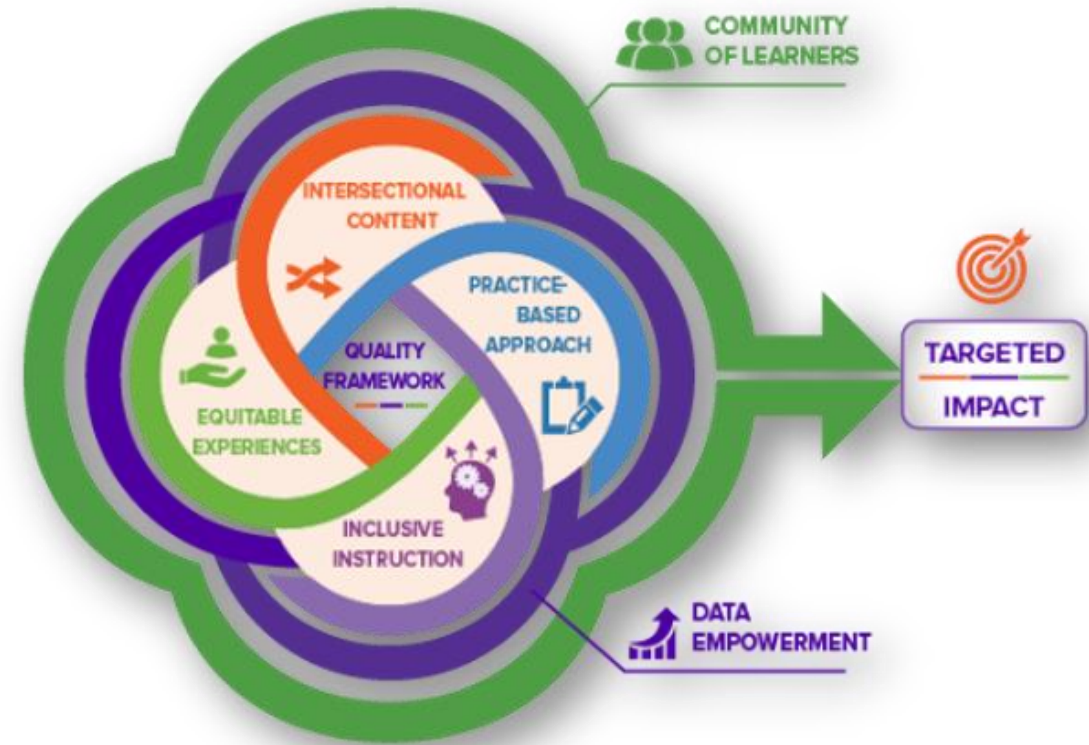 COMMUNITY
OF LEARNERS
INTERSECTIONAL
CONTENT
PRACTICE-
BASED
APPROACH
QUALITY
FRAMEWORK
TARGETED
IMPACT
EQUITABLE
EXPERIENCES
INCLUSIVE
INSTRUCTION
DATA
EMPOWERMENT